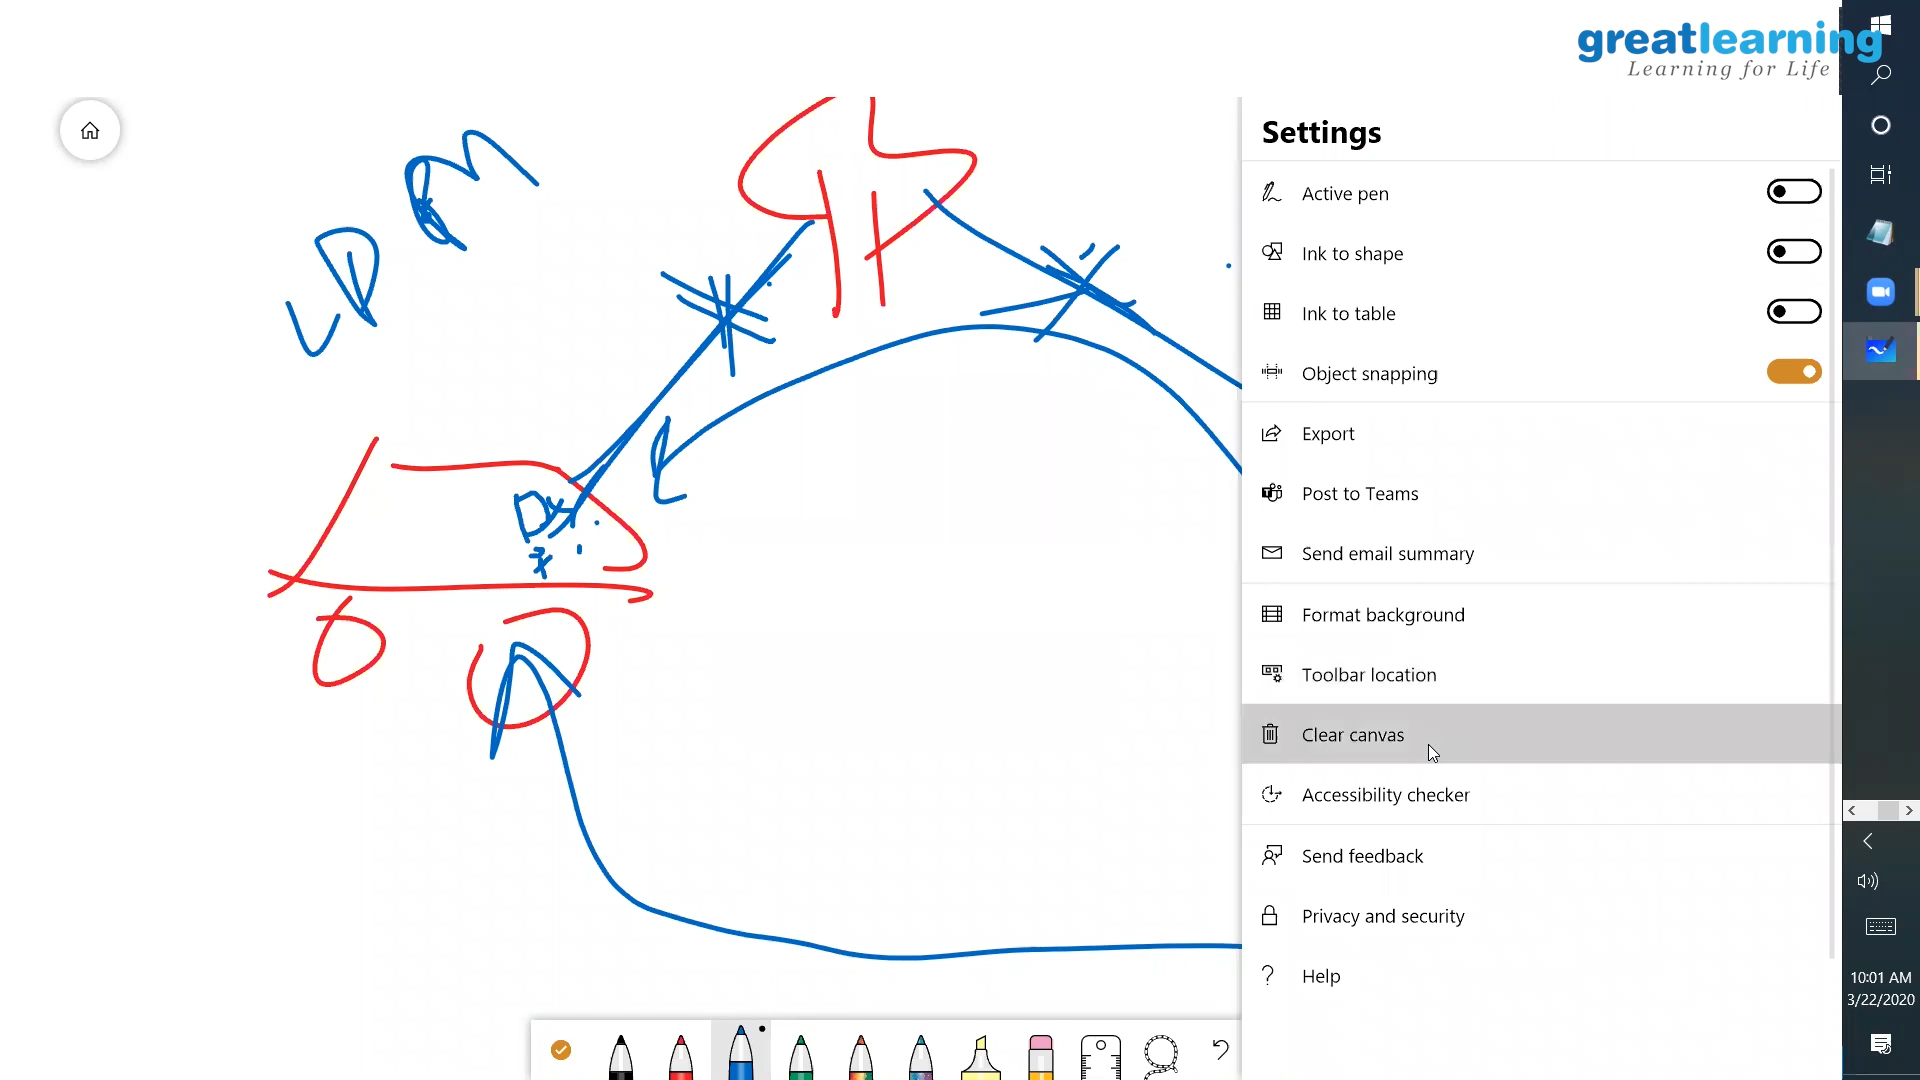 greatlearning
Learning for Life
Settings
Active pen
Ink to shape
Ink to table
Object snapping
Export
Post to Teams
Send email summary
Format background
Toolbar location
Clear canvas
Accessibility checker
Send feedback
Privacy and security
Help
10:01 AM
3/22/2020